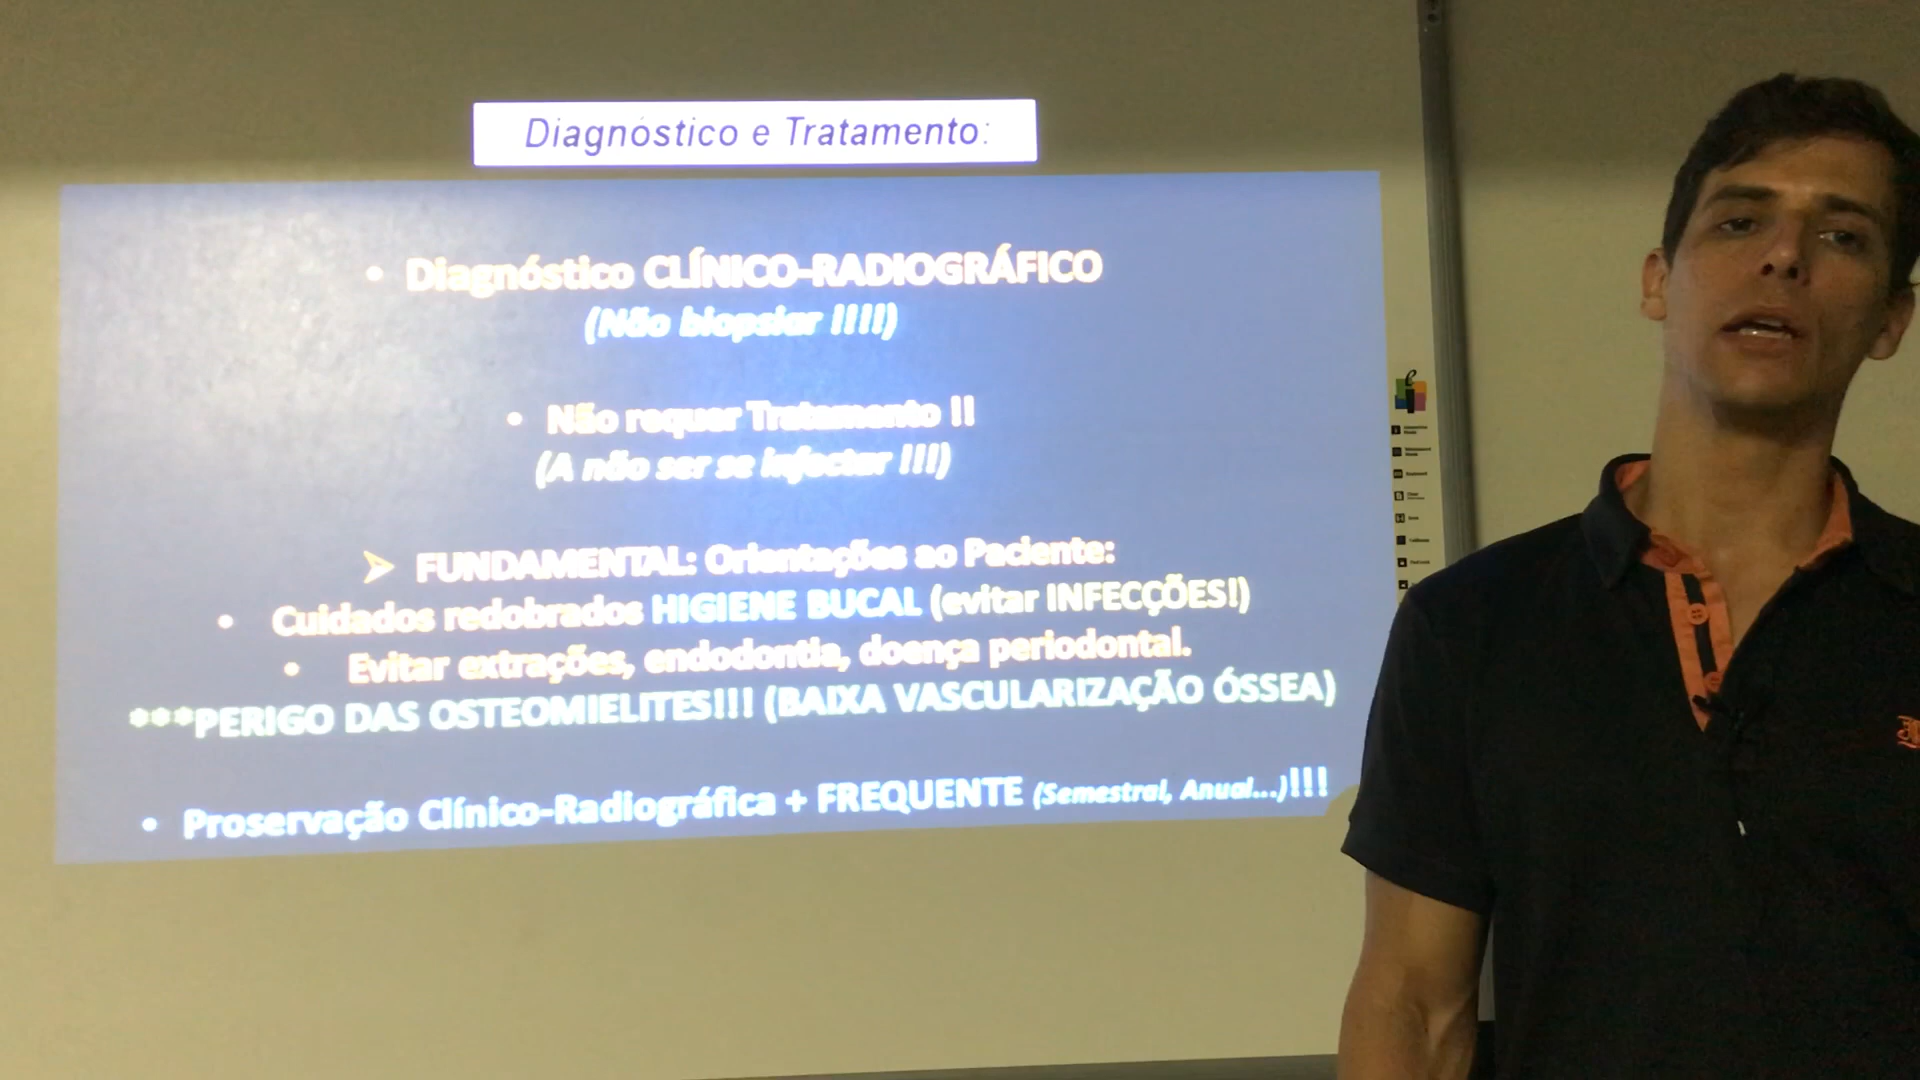 Diagnóstico e Tratamento:
• Diagnóstico CLÍNICO-RADIOGRÁFICO
(Não biopsiar !!!!)
• Não requer Tratamento !!
(A não ser se infectar !!!)
➤ FUNDAMENTAL: Orientações ao Paciente:
• Cuidados redobrados HIGIENE BUCAL (evitar INFECÇÕES!)
• Evitar extrações, endodontia, doença periodontal.
***PERIGO DAS OSTEOMIELITES!!! (BAIXA VASCULARIZAÇÃO ÓSSEA)
• Proservação Clínico-Radiográfica + FREQUENTE (Semestral, Anual...)!!!